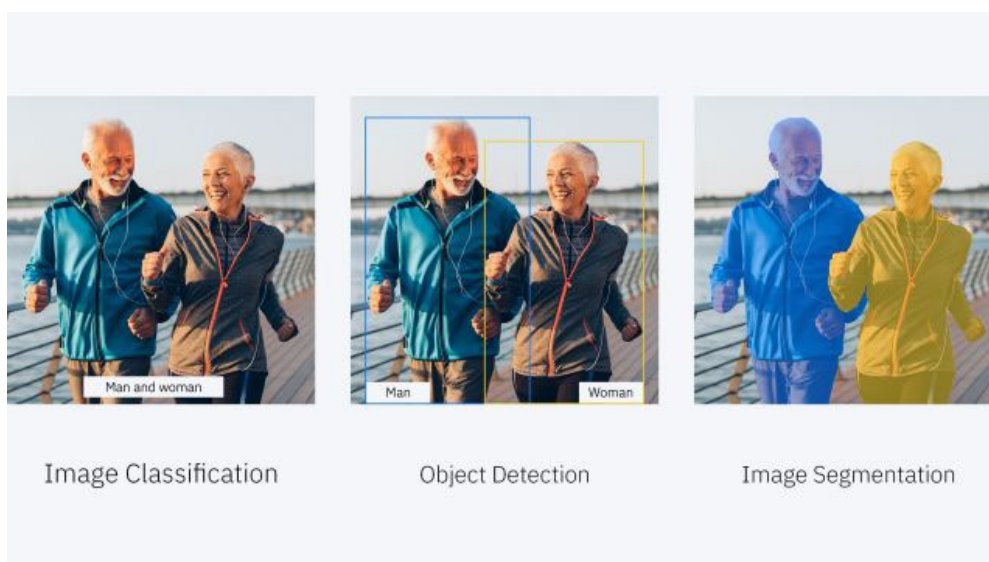 Man and woman
Man
Woman
Image Classification
Object Detection
Image Segmentation